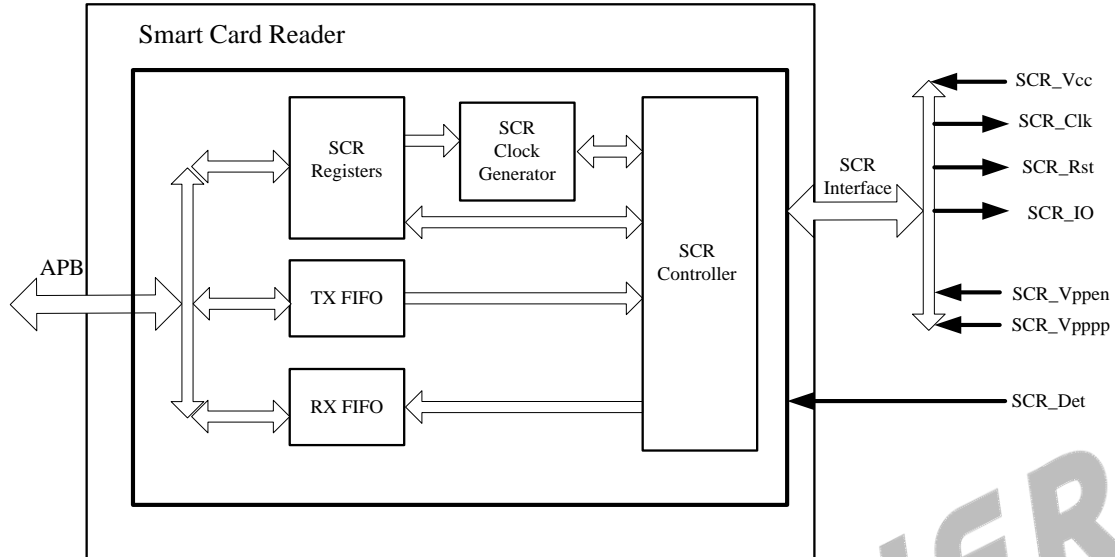 Smart Card Reader
SCR
Registers
SCR
Clock
Generator
SCR
Controller
TX FIFO
RX FIFO
APB
SCR
Interface
SCR_Vcc
SCR_Clk
SCR_Rst
SCR_IO
SCR_Vppen
SCR_Vpppp
SCR_Det